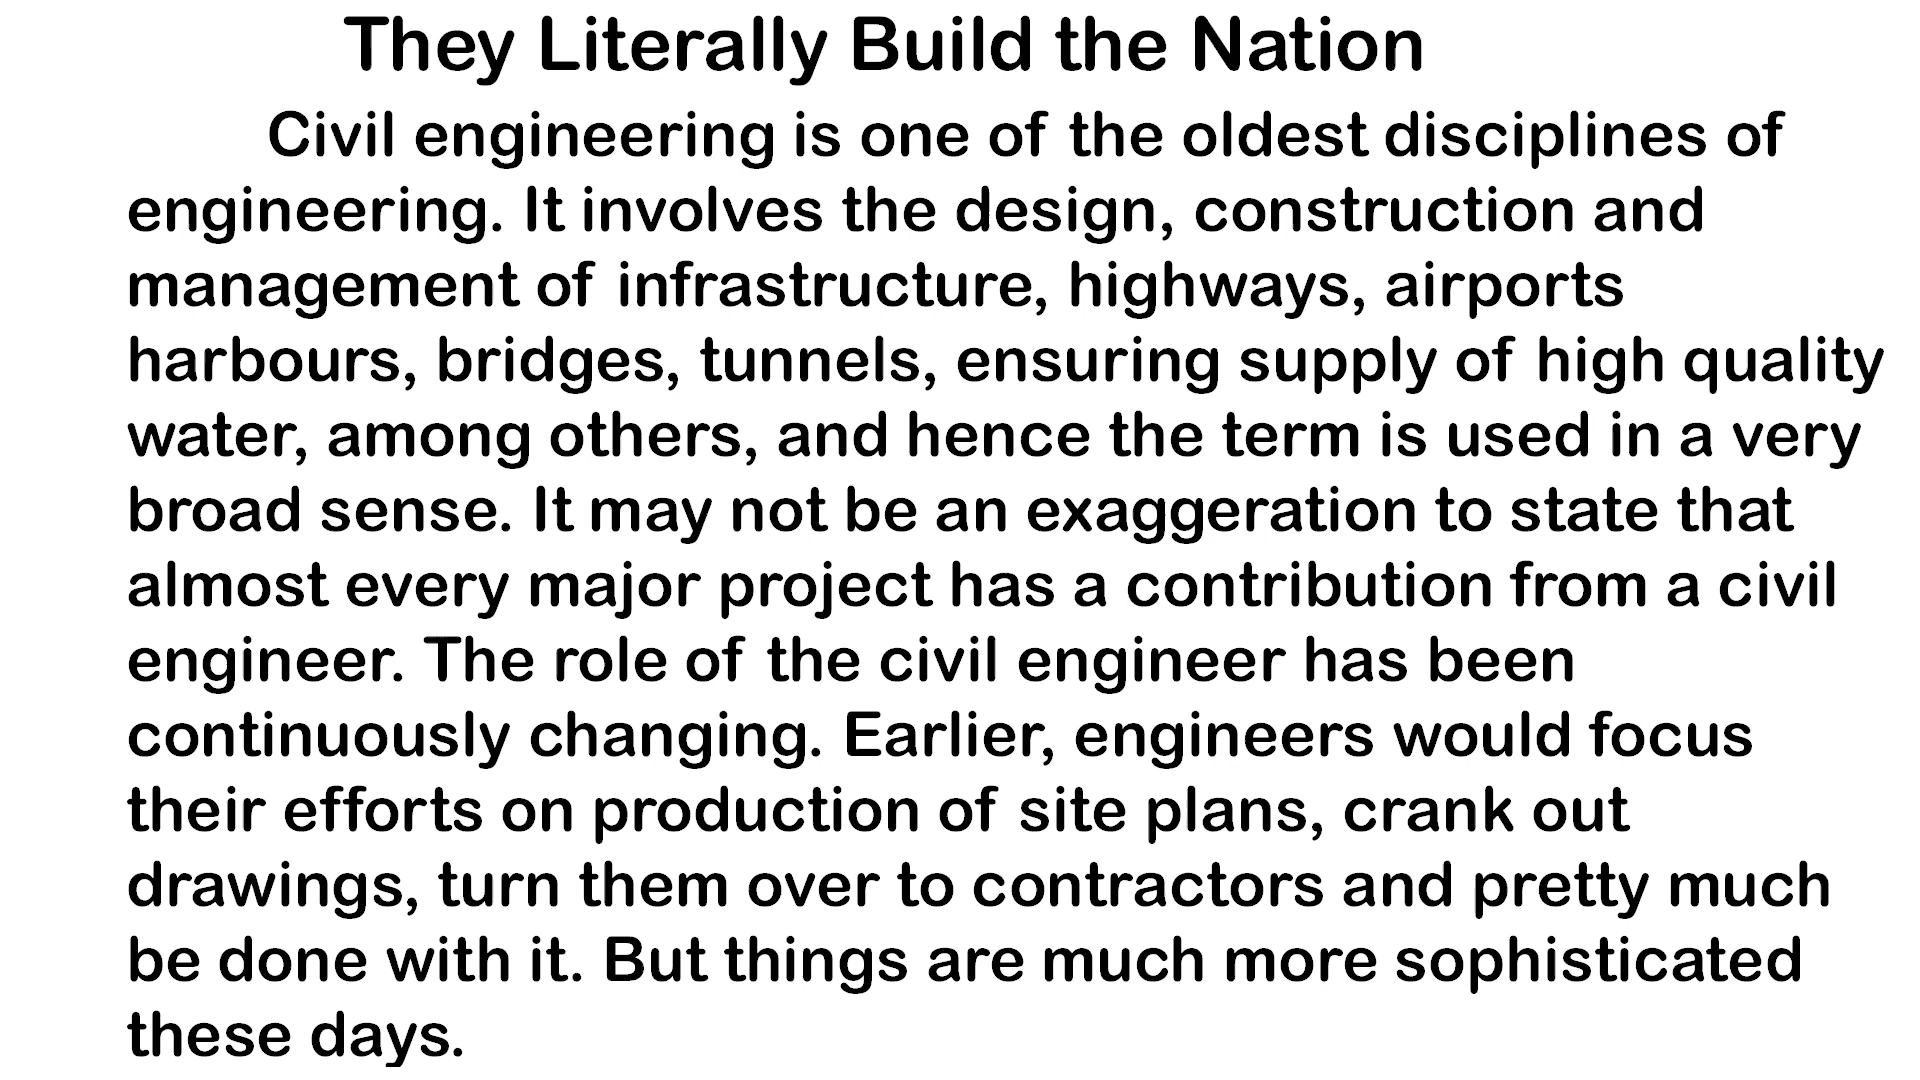 They Literally Build the Nation
Civil engineering is one of the oldest disciplines of
engineering. It involves the design, construction and
management of infrastructure, highways, airports
harbours, bridges, tunnels, ensuring supply of high quality
water, among others, and hence the term is used in a very
broad sense. It may not be an exaggeration to state that
almost every major project has a contribution from a civil
engineer. The role of the civil engineer has been
continuously changing. Earlier, engineers would focus
their efforts on production of site plans, crank out
drawings, turn them over to contractors and pretty much
be done with it. But things are much more sophisticated
these days.